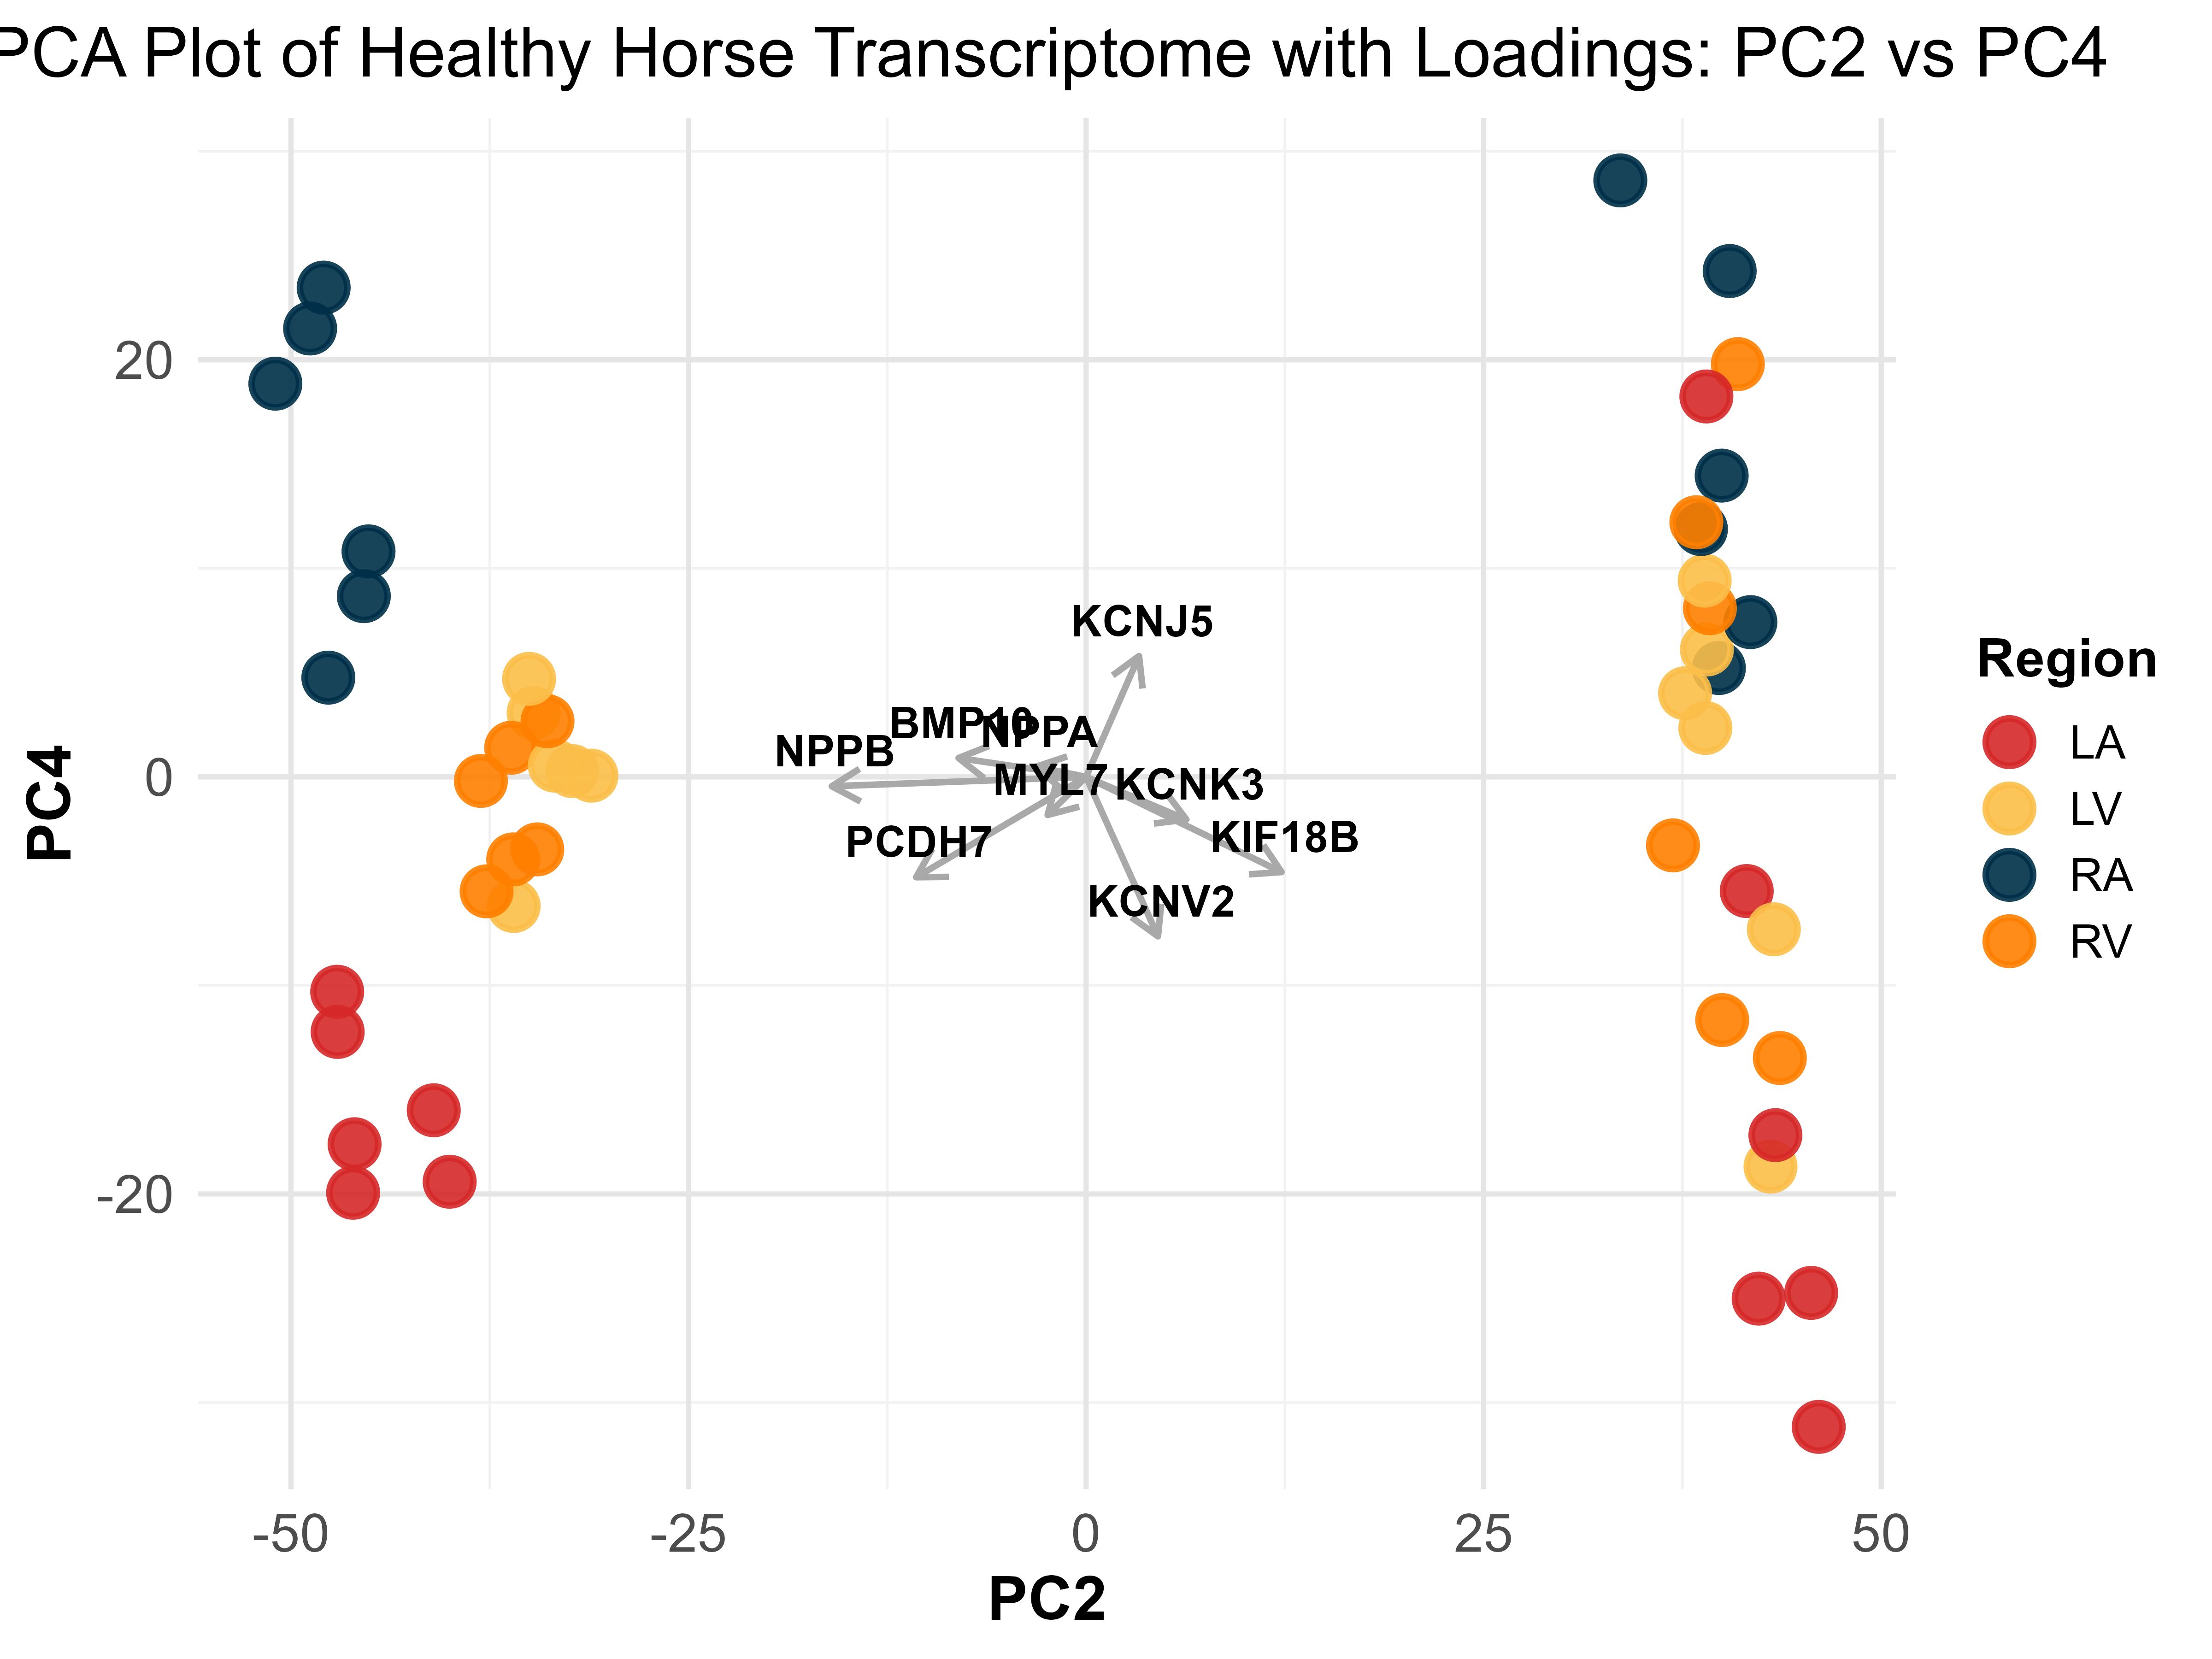 PCA Plot of Healthy Horse Transcriptome with Loadings: PC2 vs PC4
PC4
20
0
-20
KCNJ5
BMP10
NPPA
NPPB
MYL7
KCNK3
PCDH7
KIF18B
KCNV2
-50
-25
0
25
50
PC2
Region
LA
LV
RA
RV